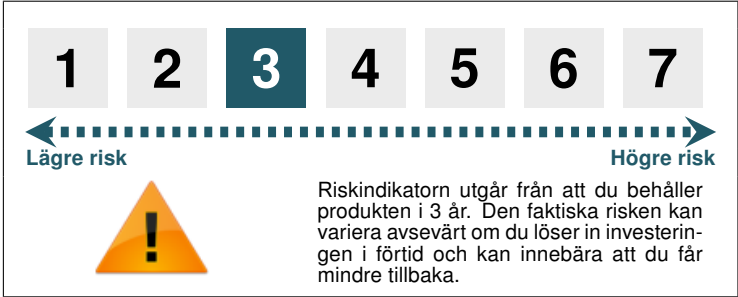 1 2 3 4 5 6 7
Lägre risk Högre risk
Riskindikatorn utgår från att du behåller
produkten i 3 år. Den faktiska risken kan
variera avsevärt om du löser in investerin-
gen i förtid och kan innebära att du får
mindre tillbaka.